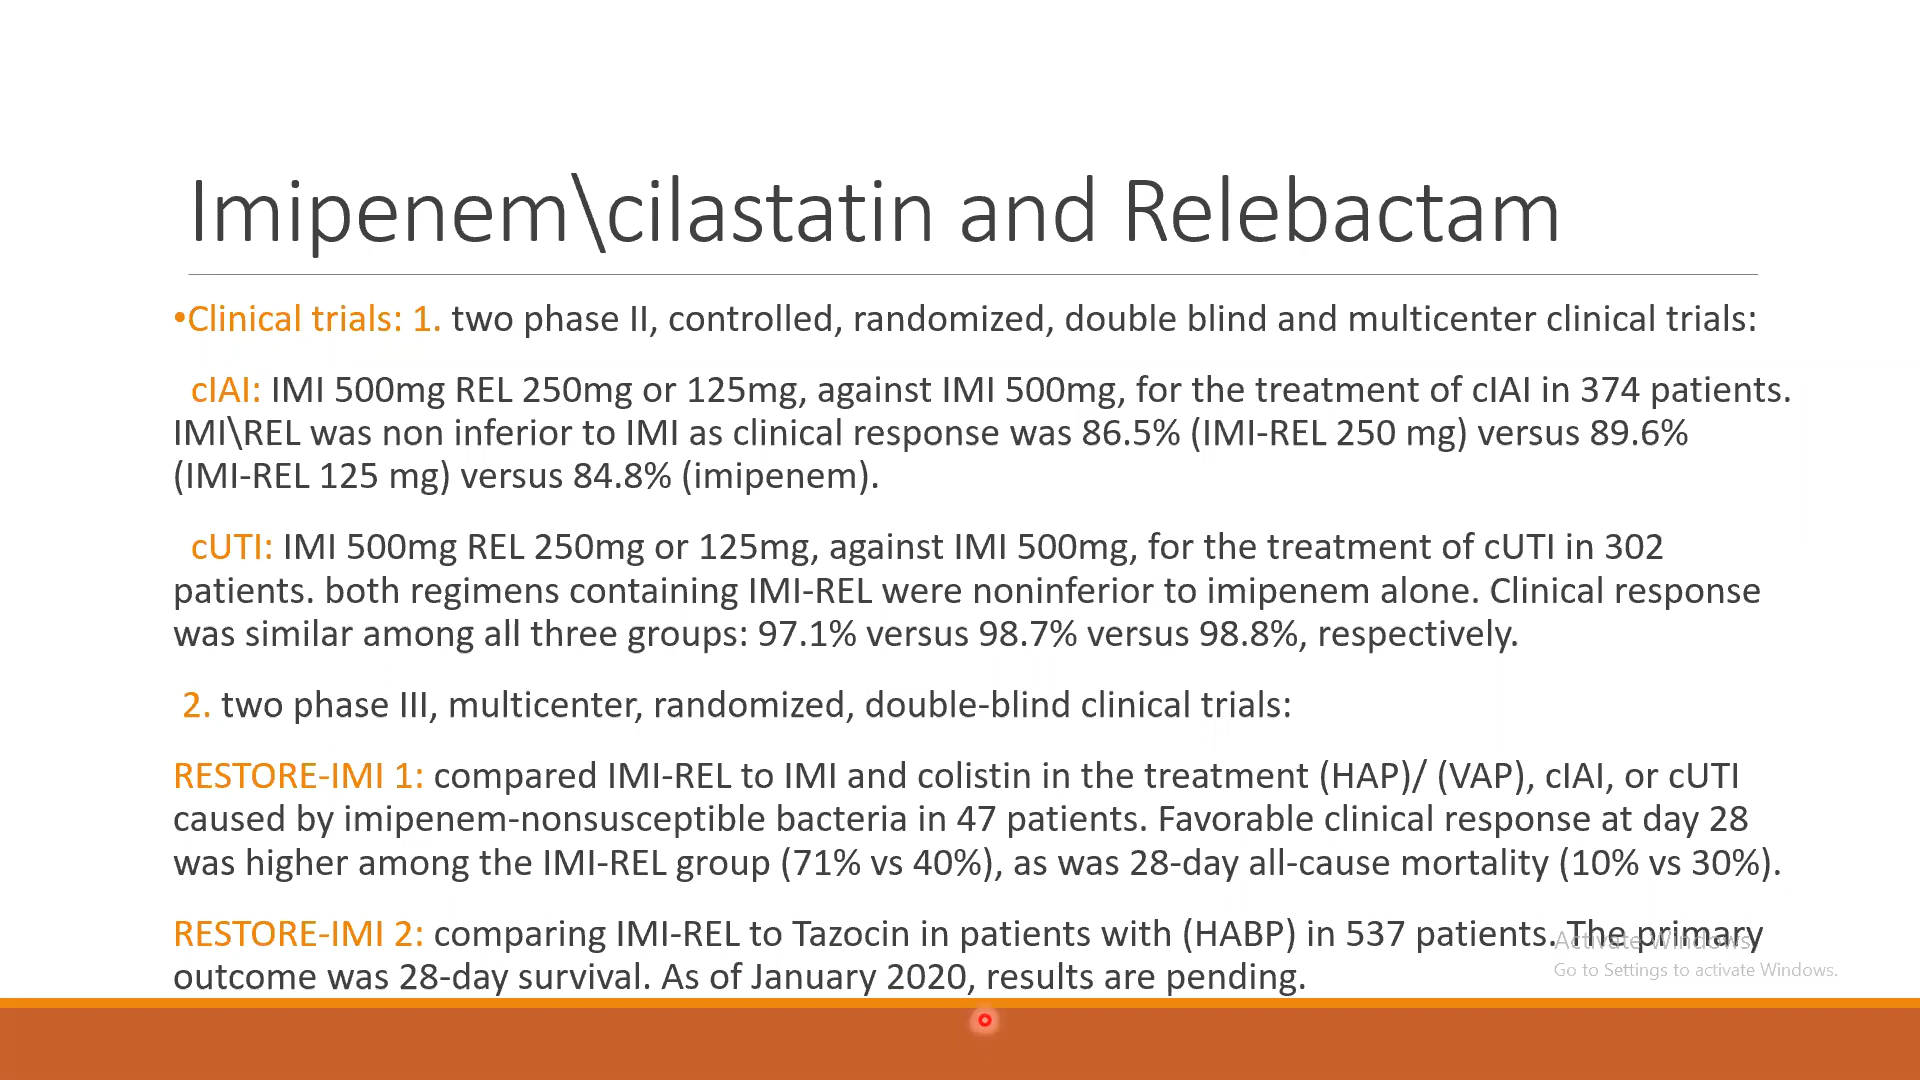 Imipenem\cilastatin and Relebactam
•Clinical trials: 1. two phase II, controlled, randomized, double blind and multicenter clinical trials:
cIAI: IMI 500mg REL 250mg or 125mg, against IMI 500mg, for the treatment of cIAI in 374 patients.
IMI\REL was non inferior to IMI as clinical response was 86.5% (IMI-REL 250 mg) versus 89.6%
(IMI-REL 125 mg) versus 84.8% (imipenem).
cUTI: IMI 500mg REL 250mg or 125mg, against IMI 500mg, for the treatment of cUTI in 302
patients. both regimens containing IMI-REL were noninferior to imipenem alone. Clinical response
was similar among all three groups: 97.1% versus 98.7% versus 98.8%, respectively.
2. two phase III, multicenter, randomized, double-blind clinical trials:
RESTORE-IMI 1: compared IMI-REL to IMI and colistin in the treatment (HAP)/ (VAP), cIAI, or cUTI
caused by imipenem-nonsusceptible bacteria in 47 patients. Favorable clinical response at day 28
was higher among the IMI-REL group (71% vs 40%), as was 28-day all-cause mortality (10% vs 30%).
RESTORE-IMI 2: comparing IMI-REL to Tazocin in patients with (HABP) in 537 patients. The primary
outcome was 28-day survival. As of January 2020, results are pending.
Activate Windows
Go to Settings to activate Windows.